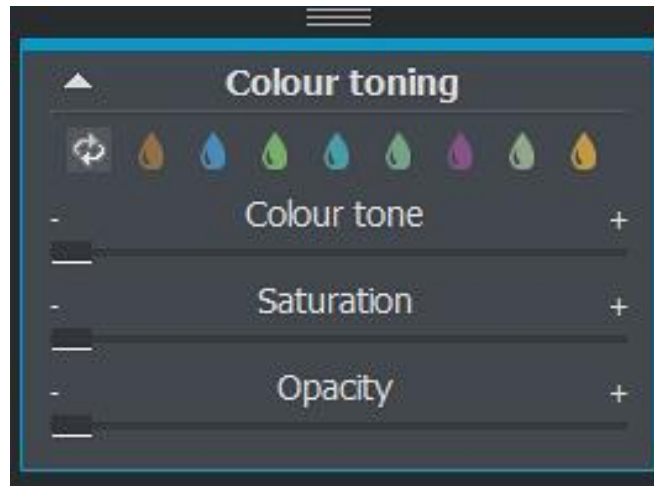 Colour toning
- Colour tone +
- Saturation +
- Opacity +